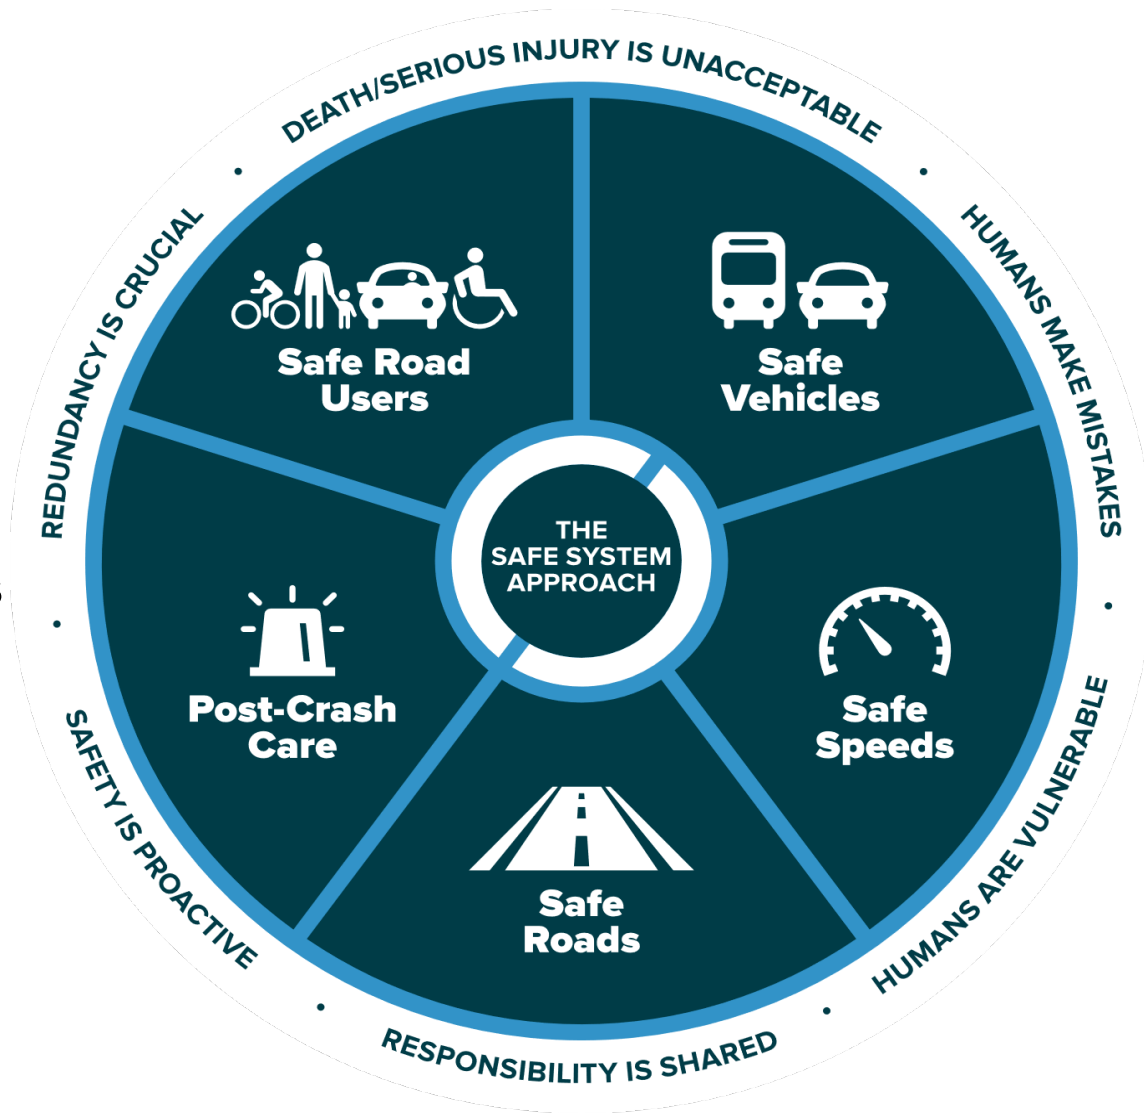 DEATH/SERIOUS INJURY IS UNACCEPTABLE
HUMANS MAKE MISTAKES
HUMANS ARE VULNERABLE
RESPONSIBILITY IS SHARED
SAFETY IS PROACTIVE
REDUNDANCY IS CRUCIAL
Safe Road
Users
Safe
Vehicles
THE
SAFE SYSTEM
APPROACH
Post-Crash
Care
Safe
Speeds
Safe
Roads